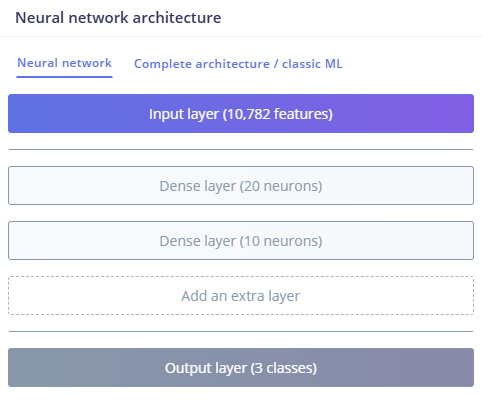 Neural network architecture
Neural network
Complete architecture / classic ML
Input layer (10,782 features)
Dense layer (20 neurons)
Dense layer (10 neurons)
Add an extra layer
Output layer (3 classes)